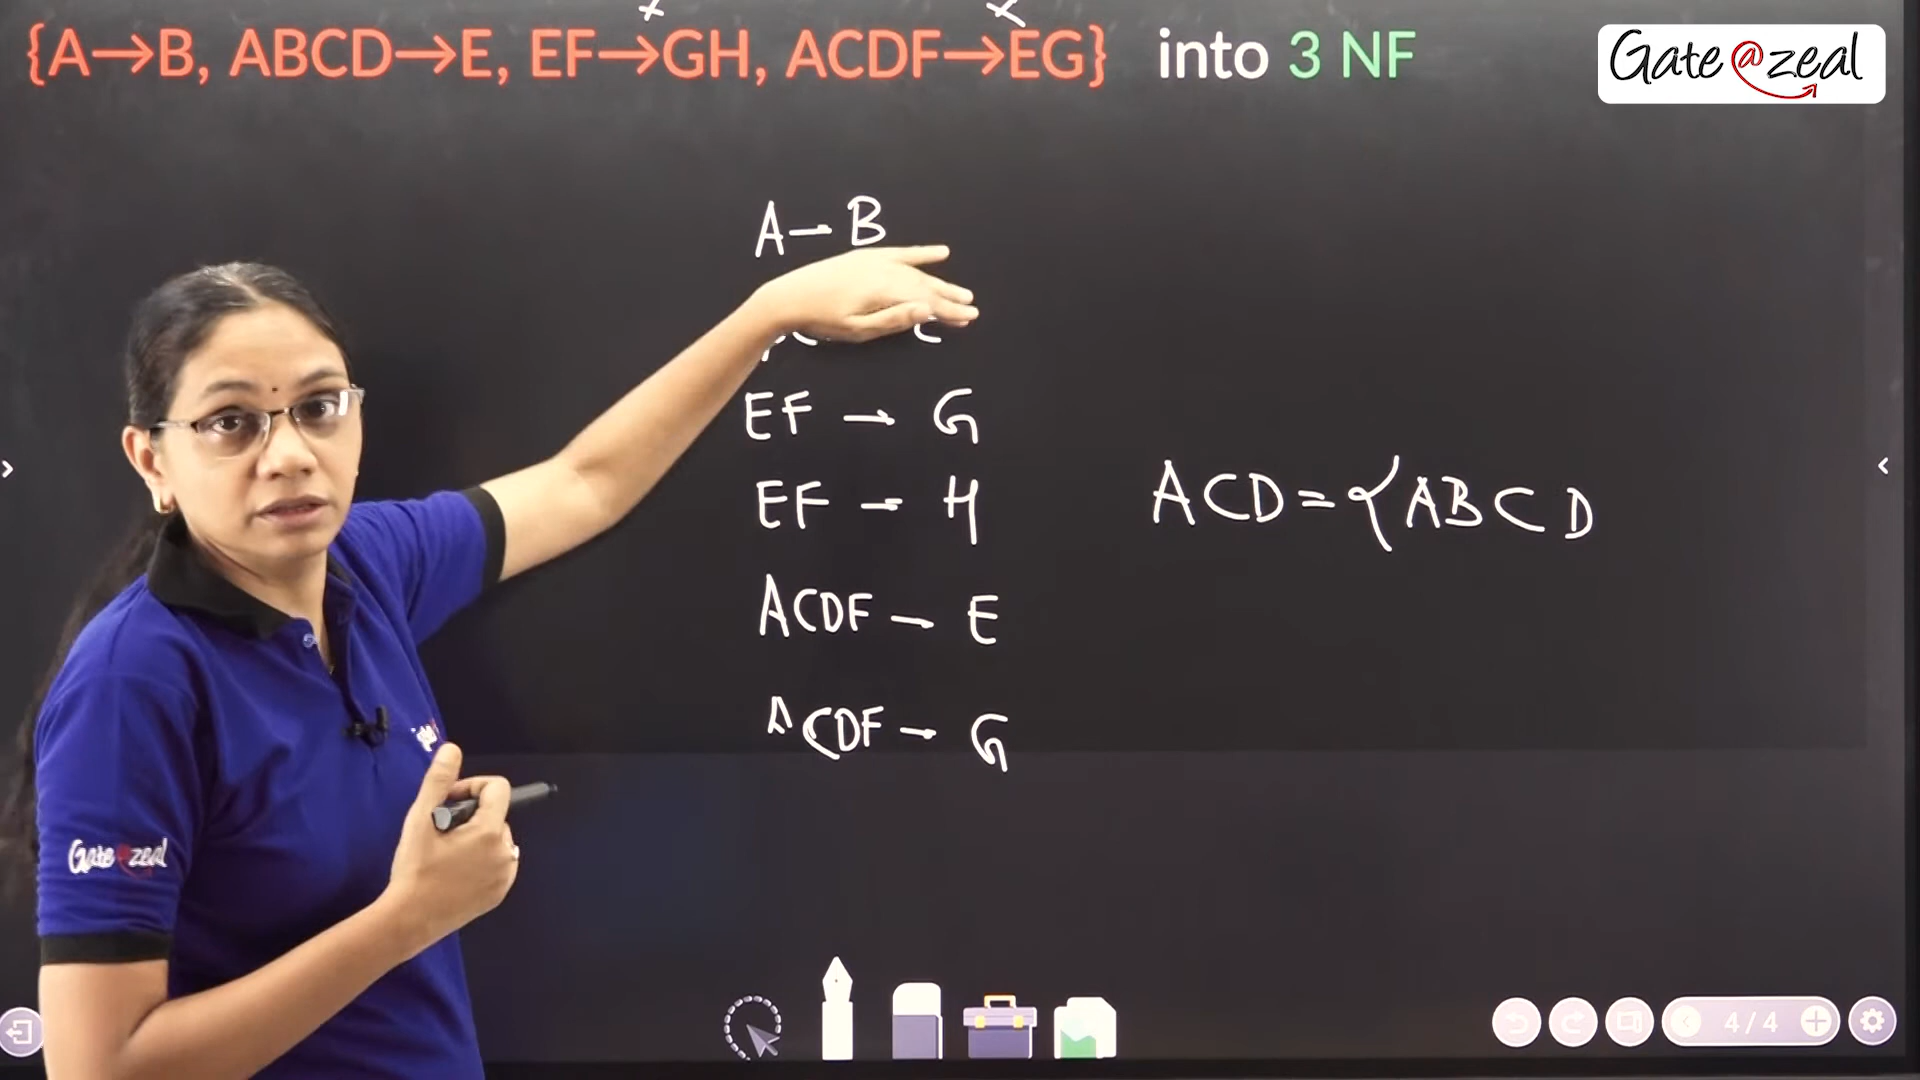 {A→B, ABCD→E, EF→GH, ACDF→EG} into 3 NF
Gate@zeal
A → B
EF → G
EF → H
ACD = {ABCD
ACDF → E
ACDF → G
Gate@zeal
4/4